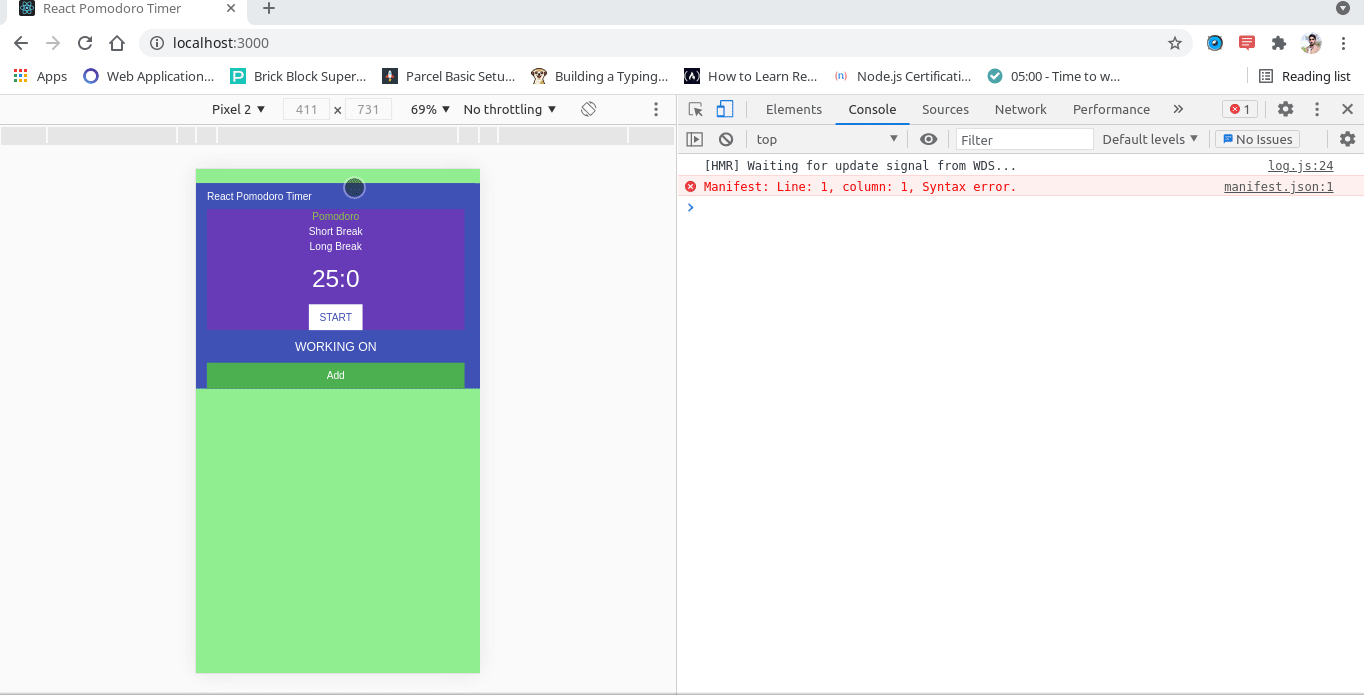 React Pomodoro Timer
localhost:3000
Apps Web Application... Brick Block Super... Parcel Basic Setu... Building a Typing... How to Learn Re... Node.js Certificati... 05:00 - Time to w... Reading list
Pixel 2 411 x 731 69% No throttling
Elements Console Sources Network Performance 1
top Filter Default levels No Issues
[HMR] Waiting for update signal from WDS... log.js:24
Manifest: Line: 1, column: 1, Syntax error. manifest.json:1
React Pomodoro Timer
Pomodoro
Short Break
Long Break
25:0
START
WORKING ON
Add